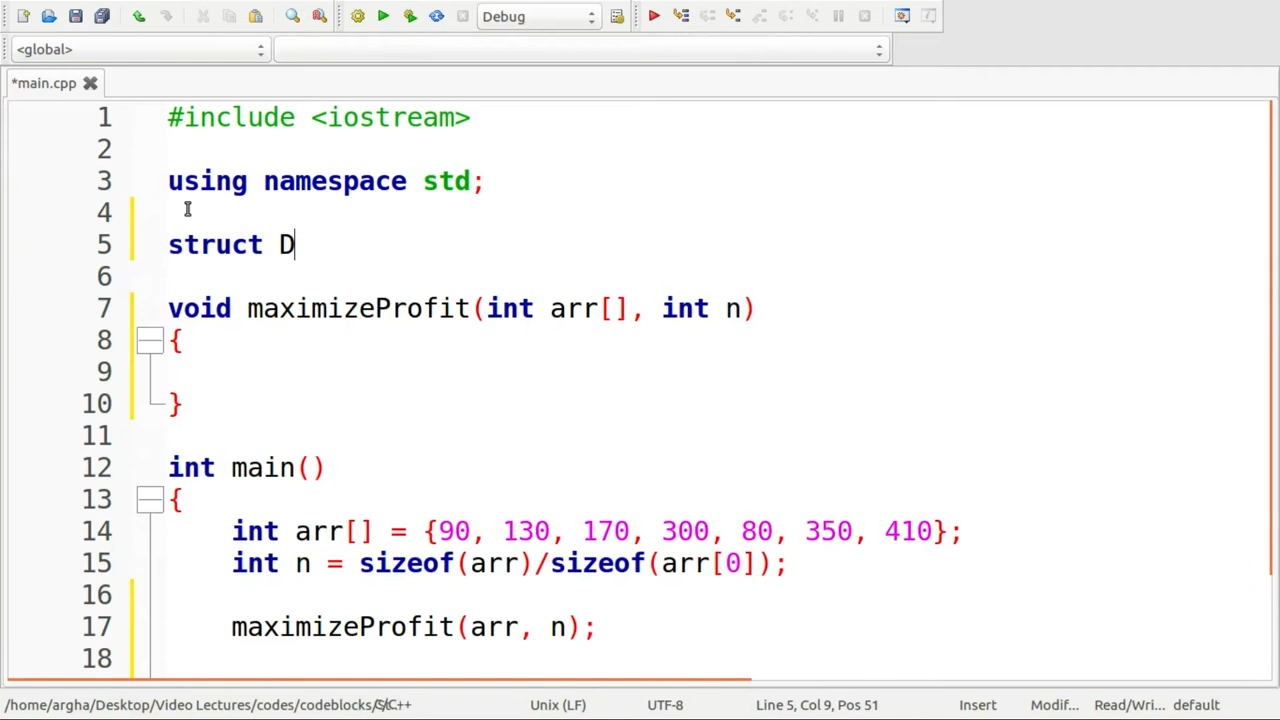 Debug
<global>
*main.cpp
1 #include <iostream>
2
3 using namespace std;
4
5 struct D
6
7 void maximizeProfit(int arr[], int n)
8 {
9
10 }
11
12 int main()
13 {
14 int arr[] = {90, 130, 170, 300, 80, 350, 410};
15 int n = sizeof(arr)/sizeof(arr[0]);
16
17 maximizeProfit(arr, n);
18
/home/argha/Desktop/Video Lectures/codes/codeblocks/ C/C++ Unix (LF) UTF-8 Line 5, Col 9, Pos 51 Insert Modif... Read/Wri... default